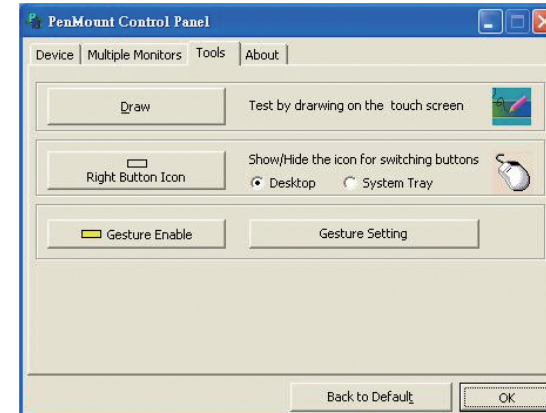 PenMount Control Panel
Device Multiple Monitors Tools About
Draw Test by drarwing on the touch screen
Right Button Icon Show/Hide the icon for switching buttons
Desktop System Tray
Gesture Enable Gesture Setting
Back to Default OK